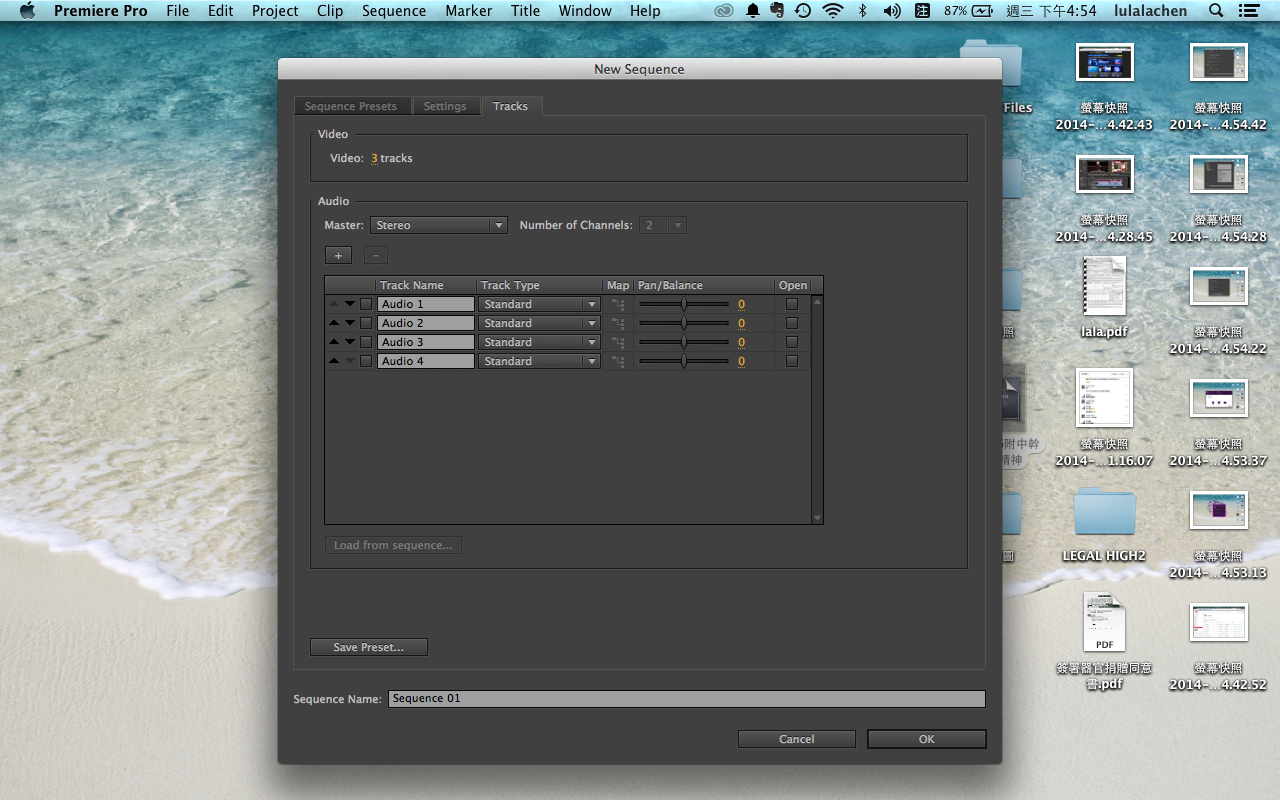 Premiere Pro File Edit Project Clip Sequence Marker Title Window Help 注 87% 週三 下午4:54 lulalachen
New Sequence
Sequence Presets Settings Tracks
Video
Video: 3 tracks
Audio
Master: Stereo Number of Channels: 2
+ -
Track Name Track Type Map Pan/Balance Open
Audio 1 Standard 0
Audio 2 Standard 0
Audio 3 Standard 0
Audio 4 Standard 0
Load from sequence...
Save Preset...
Sequence Name: Sequence 01
Cancel OK
Files
螢幕快照
2014-...4.42.43
螢幕快照
2014-...4.54.42
螢幕快照
2014-...4.28.45
螢幕快照
2014-...4.54.28
照
lala.pdf
螢幕快照
2014-...4.54.22
附中幹
精神
螢幕快照
2014-...1.16.07
螢幕快照
2014-...4.53.37
圖
LEGAL HIGH2
螢幕快照
2014-...4.53.13
PDF
簽署器官捐贈同意
書.pdf
螢幕快照
2014-...4.42.52